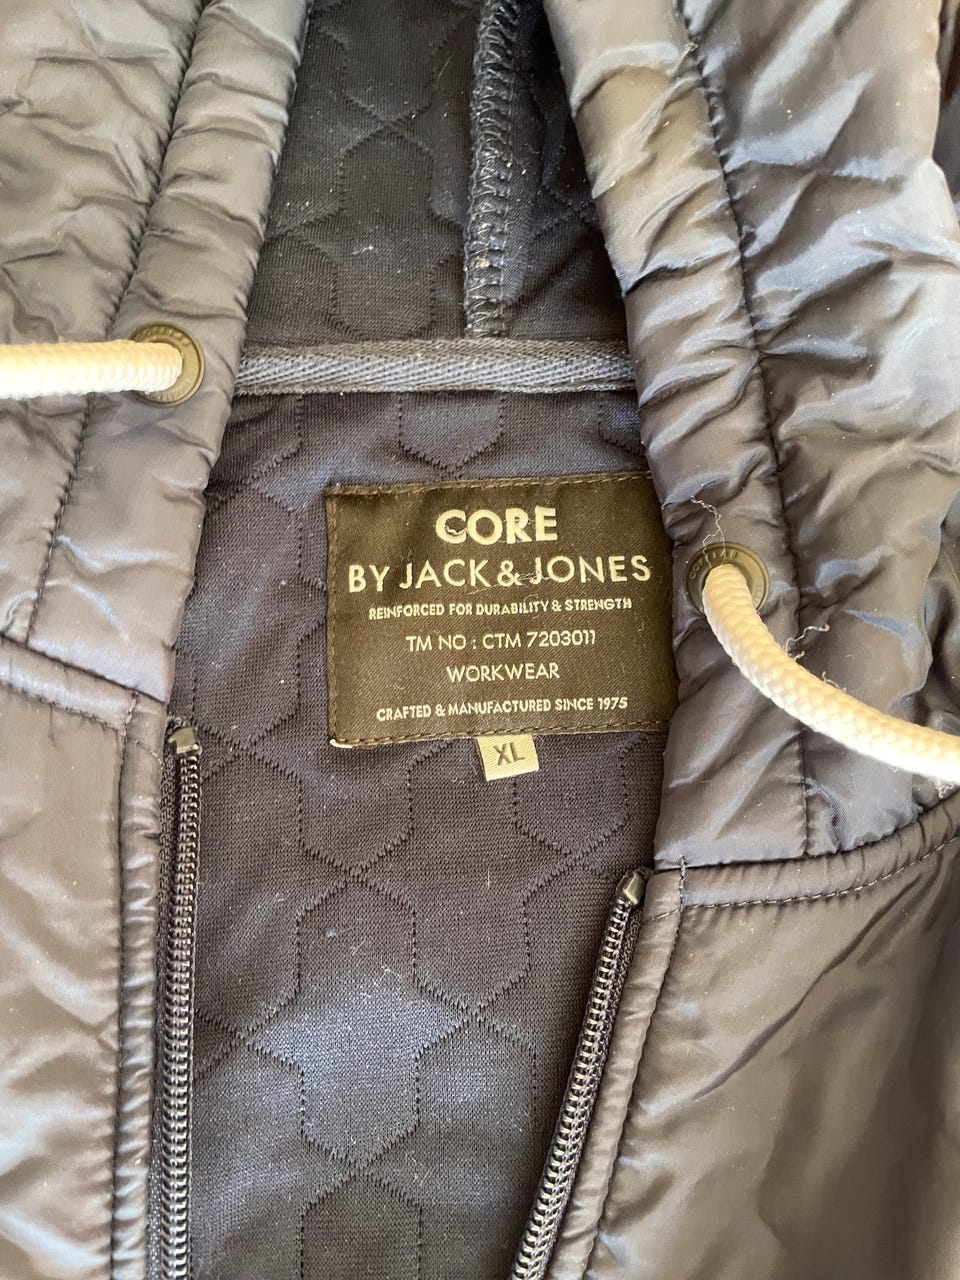 CORE
BY JACK & JONES
REINFORCED FOR DURABILITY & STRENGTH
TM NO : CTM 7203011
WORKWEAR
CRAFTED & MANUFACTURED SINCE 1975
XL